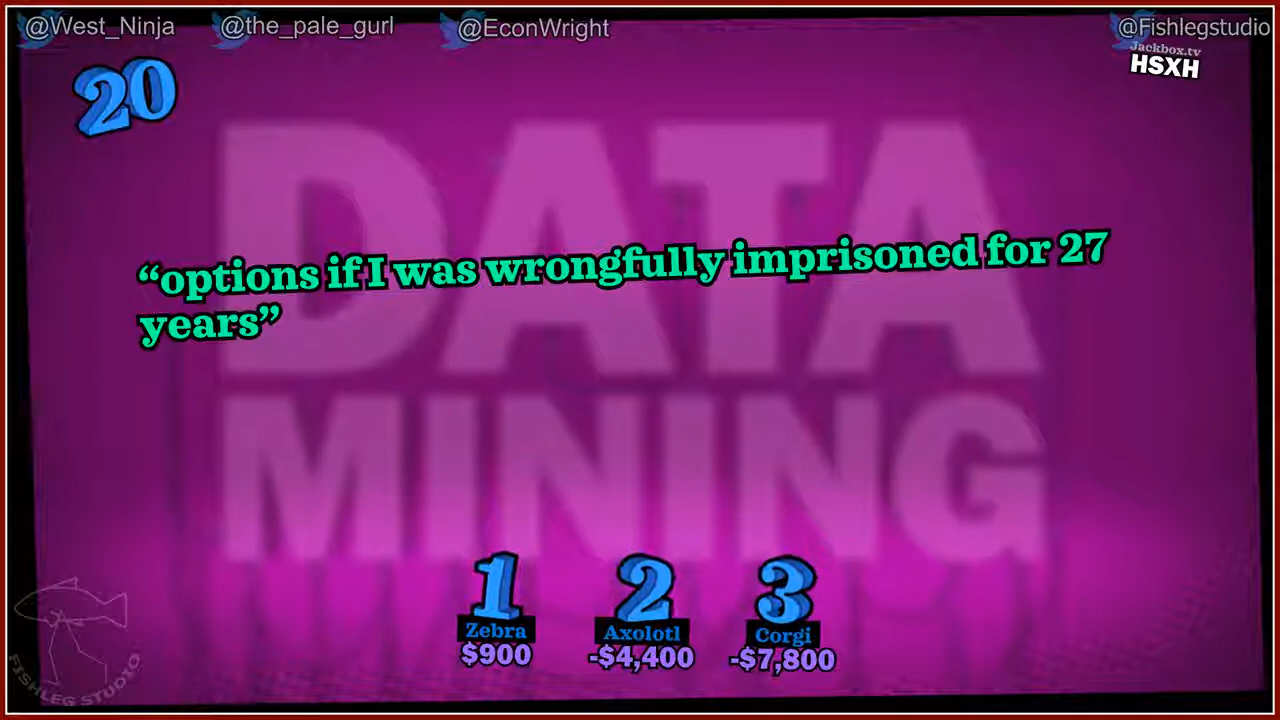 @West_Ninja @the_pale_gurl @EconWright @Fishlegstudio
Jackbox.tv
HSXH
20
DATA
"options if I was wrongfully imprisoned for 27
years"
MINING
1 2 3
Zebra Axolotl Corgi
$900 -$4,400 -$7,800
FISHLEG STUDIO